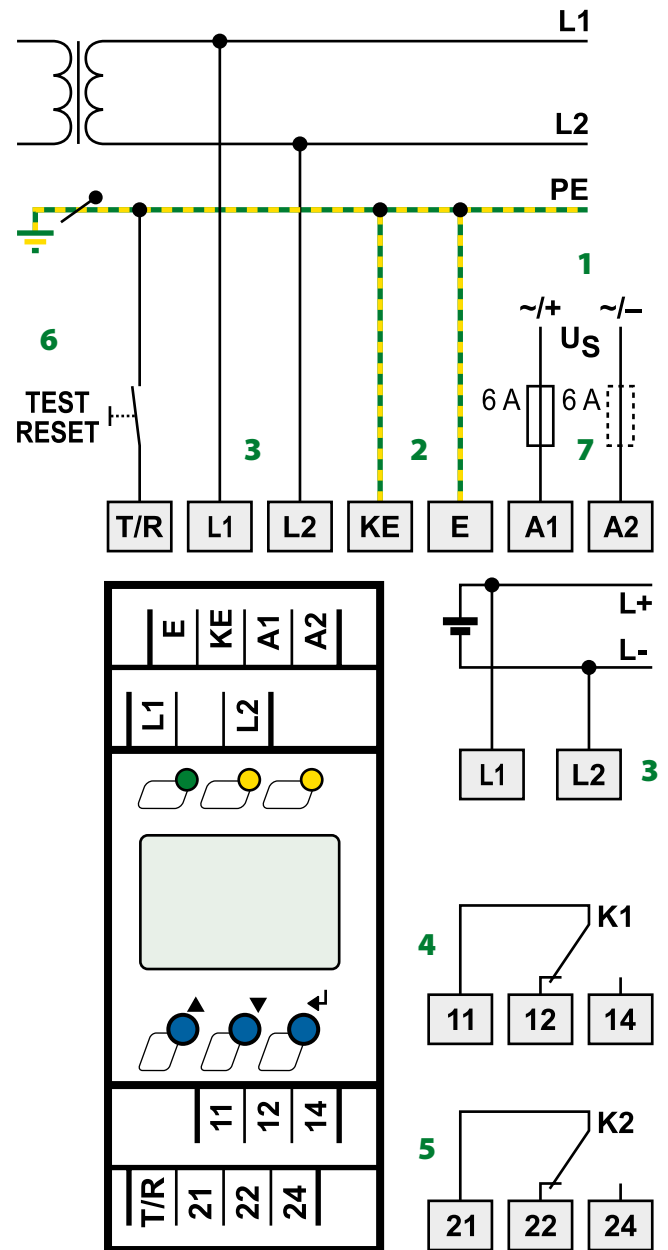 L1
L2
PE
1
~/+ ~/–
US
6
6 A 6 A
TEST
RESET
3 2 7
T/R L1 L2 KE E A1 A2
E KE A1 A2
L+
L-
L1 L2
L1 L2 3
▲ ▼ ↵
K1
4
11 12 14
11 12 14
K2
5
T/R 21 22 24
21 22 24